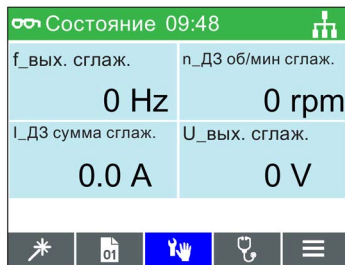 Состояние 09:48
f_вых. сглаж.
n_ДЗ об/мин сглаж.
0 Hz
0 rpm
I_ДЗ сумма сглаж.
U_вых. сглаж.
0.0 A
0 V
01